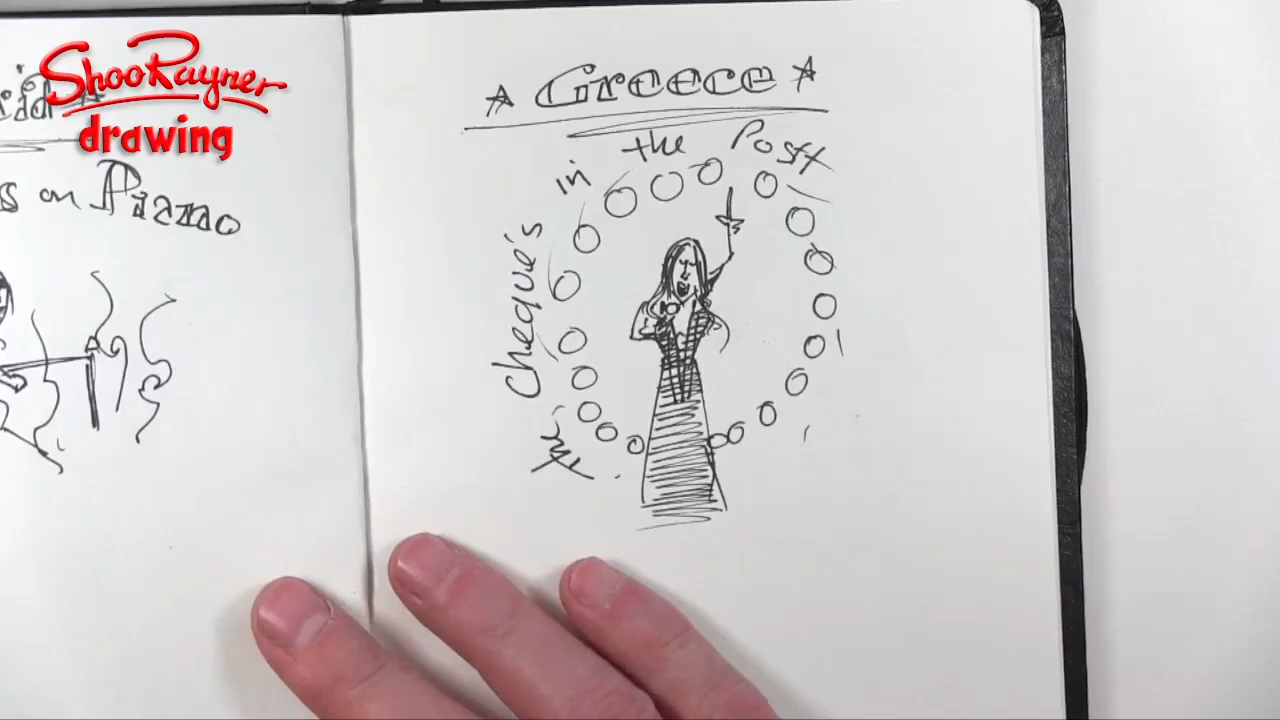 ShooRayner
drawing
s on Piano
★ Greece ★
The Cheque's in the Post